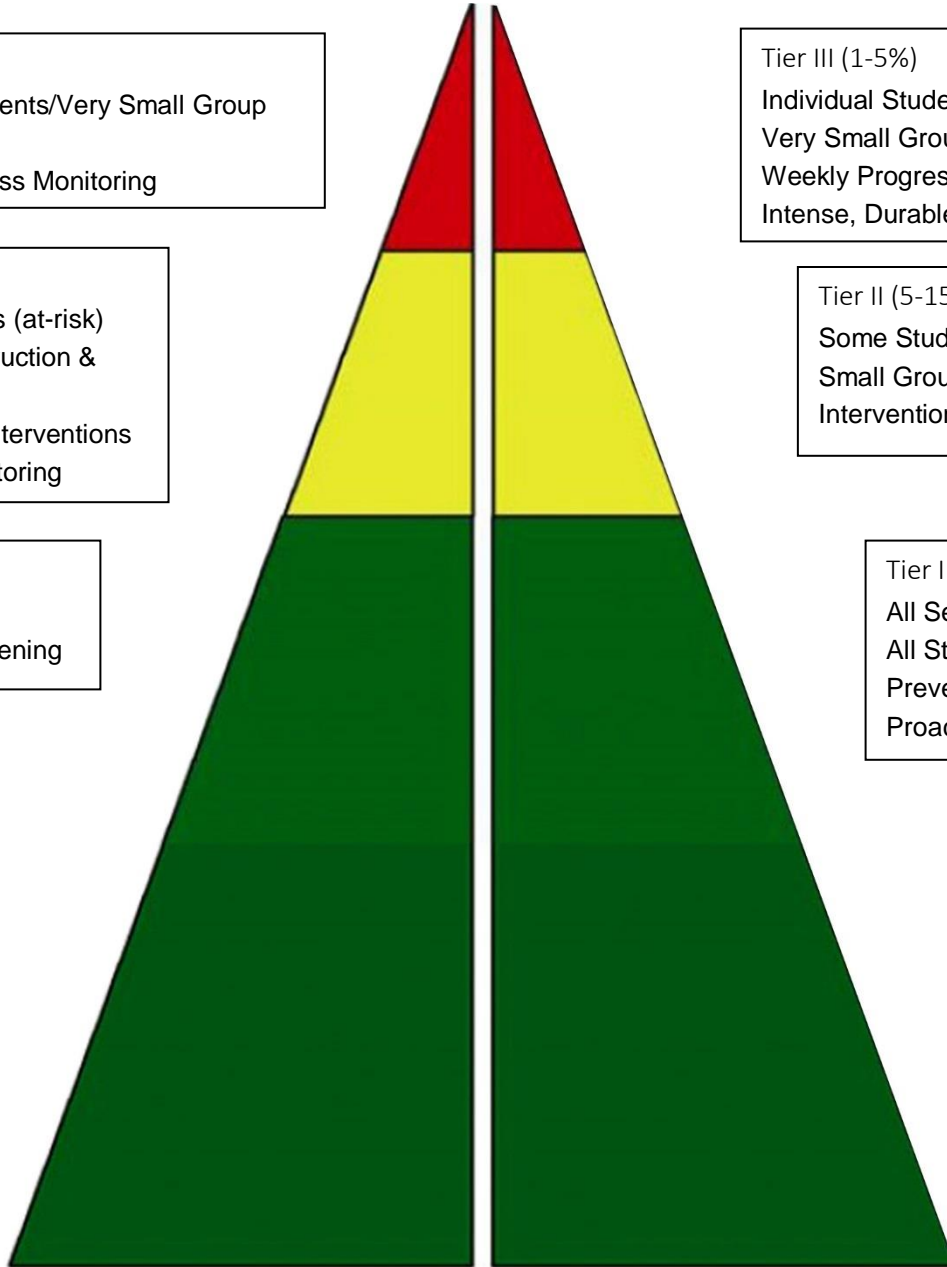 ents/Very Small Group
ss Monitoring
s (at-risk)
uction &
terventions
toring
ening
Tier III (1-5%)
Individual Stude
Very Small Grou
Weekly Progres
Intense, Durable
Tier II (5-15
Some Stud
Small Grou
Intervention
Tier I
All Se
All St
Preve
Proac